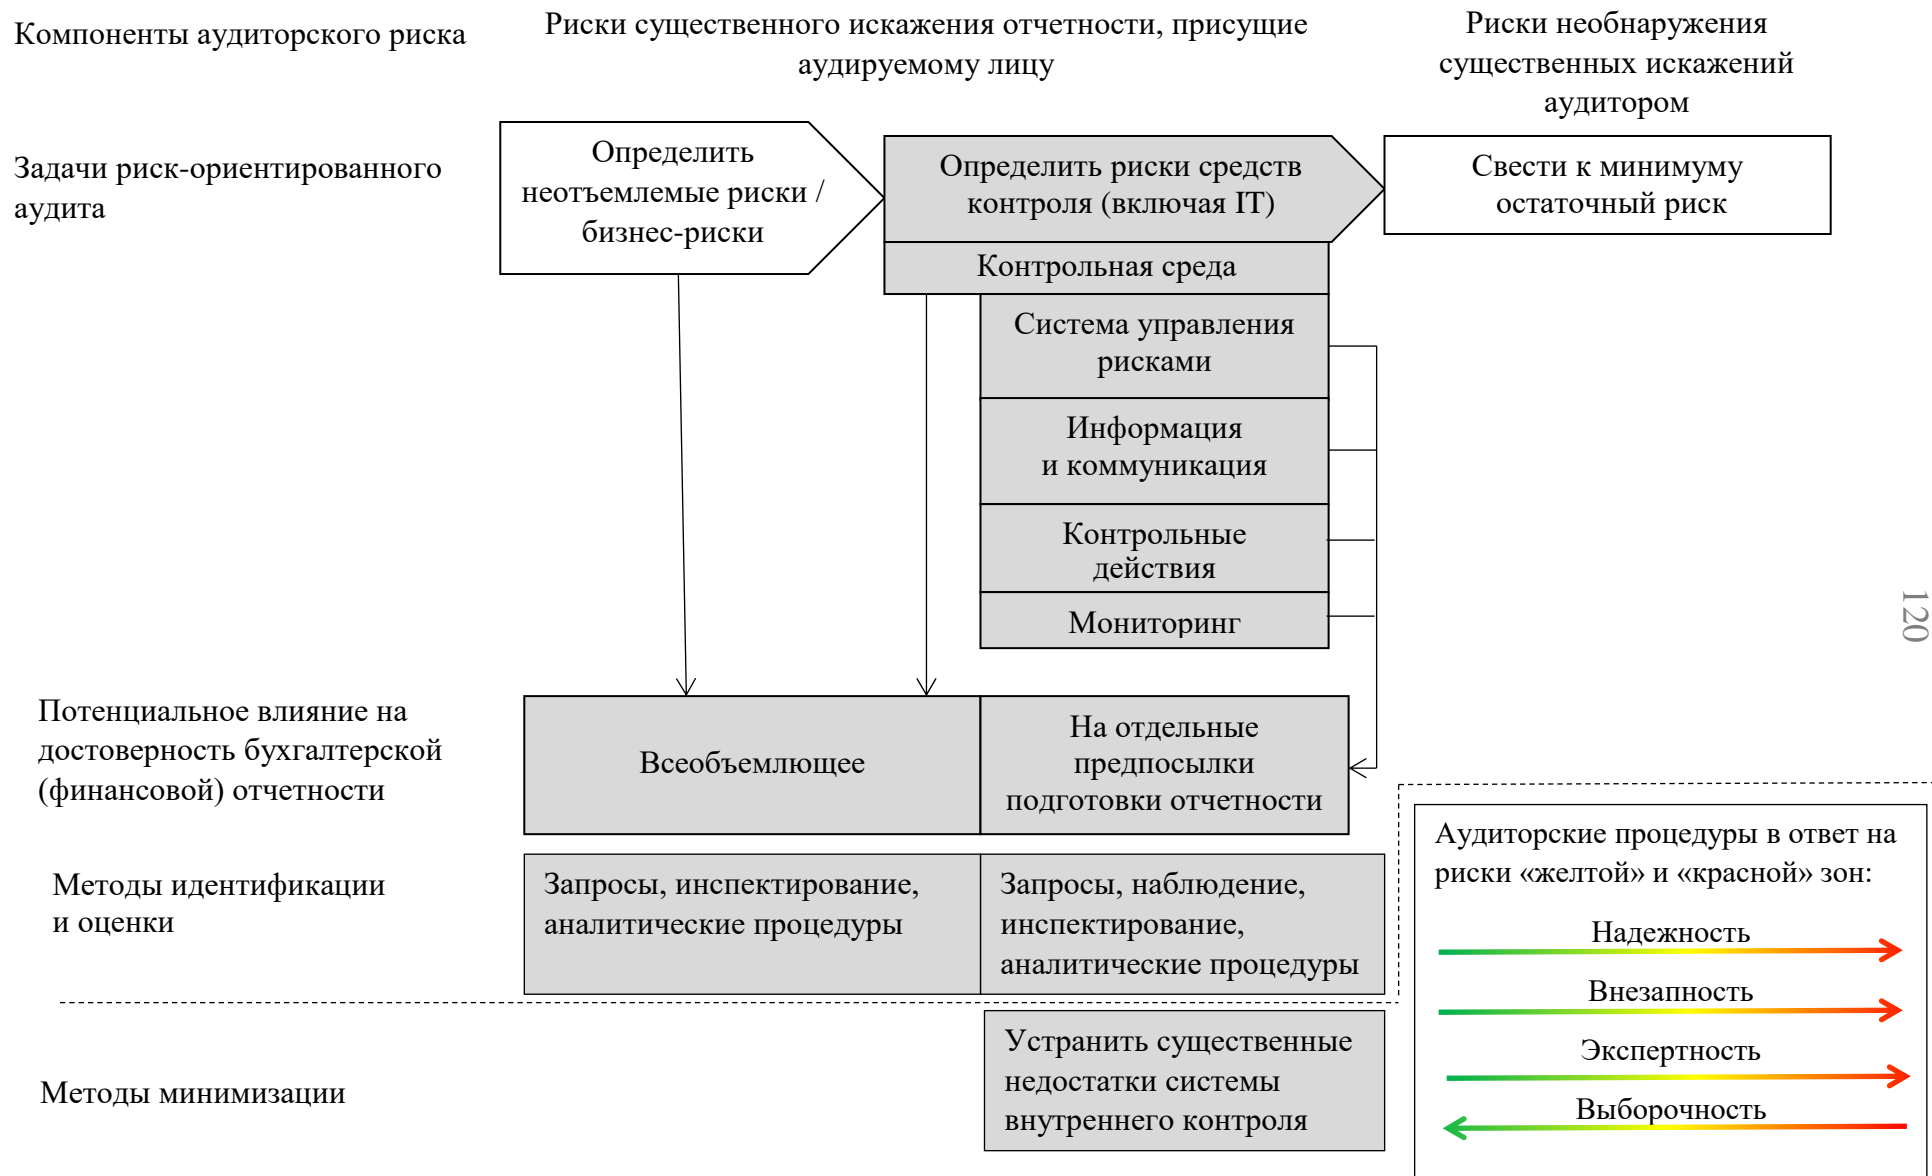 Компоненты аудиторского риска
Риски существенного искажения отчетности, присущие
аудируемому лицу
Риски необнаружения
существенных искажений
аудитором
Задачи риск-ориентированного
аудита
Определить
неотъемлемые риски /
бизнес-риски
Определить риски средств
контроля (включая IT)
Свести к минимуму
остаточный риск
Контрольная среда
Система управления
рисками
Информация
и коммуникация
Контрольные
действия
Мониторинг
120
Потенциальное влияние на
достоверность бухгалтерской
(финансовой) отчетности
Всеобъемлющее
На отдельные
предпосылки
подготовки отчетности
Методы идентификации
и оценки
Запросы, инспектирование,
аналитические процедуры
Запросы, наблюдение,
инспектирование,
аналитические процедуры
Аудиторские процедуры в ответ на
риски «желтой» и «красной» зон:
Надежность
Внезапность
Экспертность
Выборочность
Методы минимизации
Устранить существенные
недостатки системы
внутреннего контроля